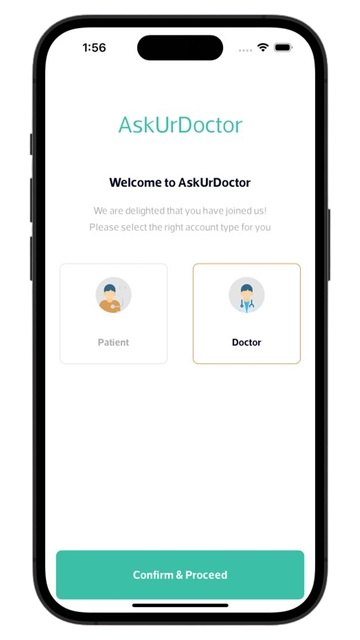 1:56
AskUrDoctor
Welcome to AskUrDoctor
We are delighted that you have joined us!
Please select the right account type for you
Patient
Doctor
Confirm & Proceed